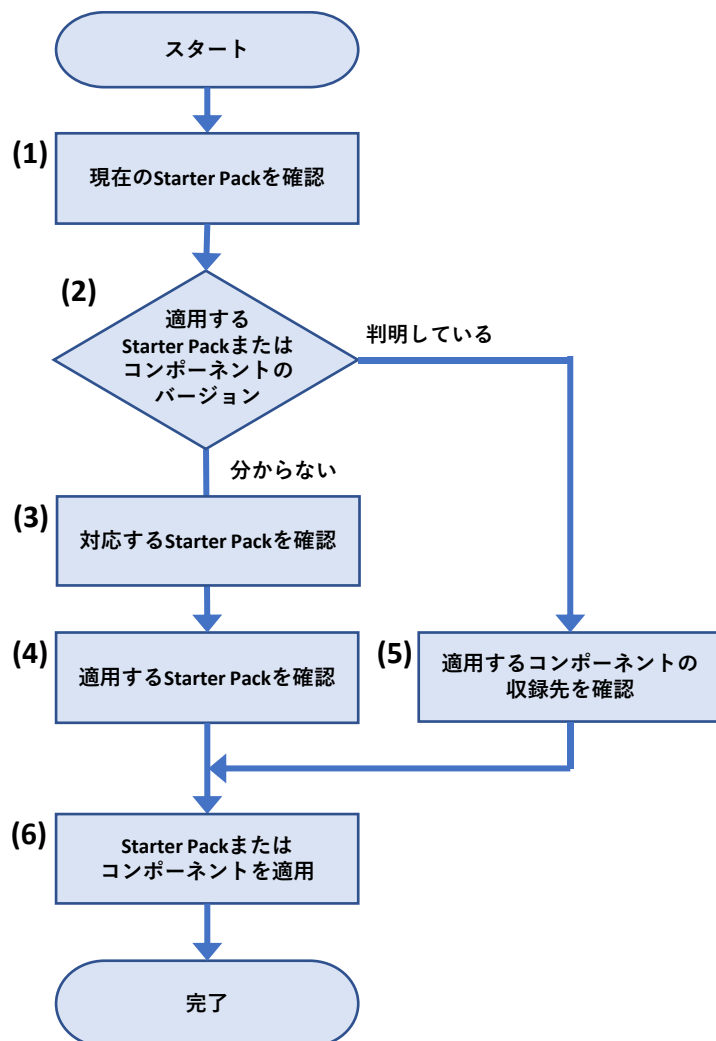 スタート
(1)
現在のStarter Packを確認
(2)
適用する
Starter Packまたは
コンポーネントの
バージョン
判明している
分からない
(3)
対応するStarter Packを確認
(4)
適用するStarter Packを確認
(5)
適用するコンポーネントの
収録先を確認
(6)
Starter Packまたは
コンポーネントを適用
完了